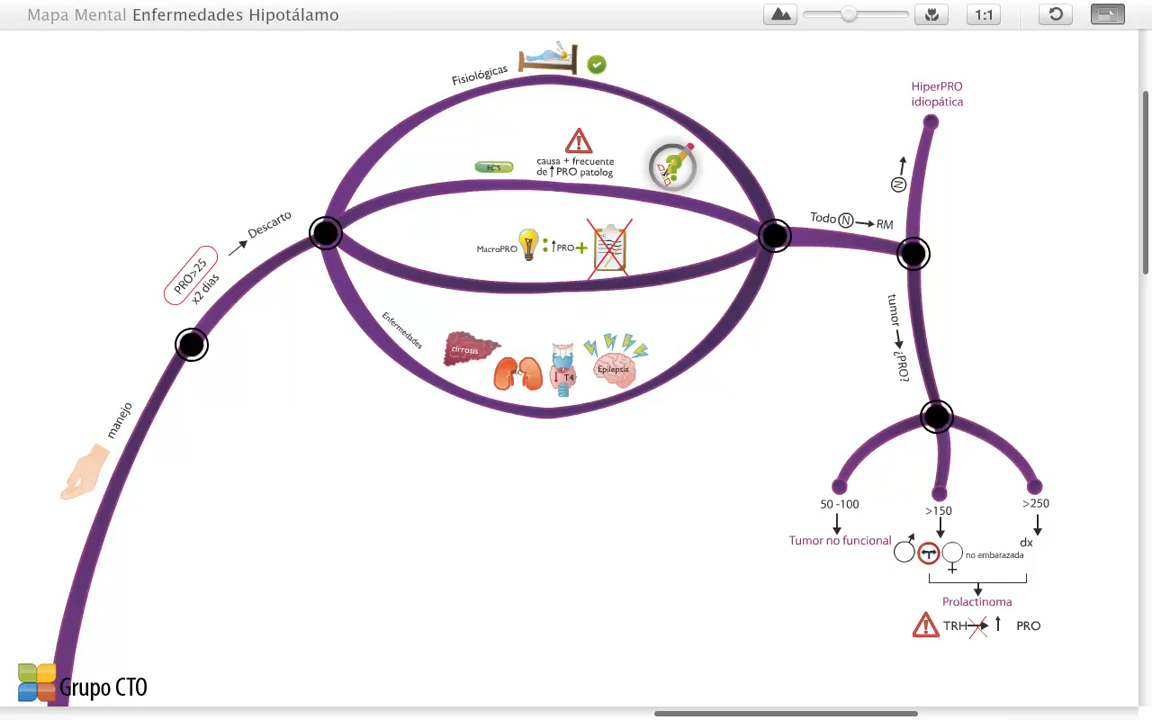 Mapa Mental Enfermedades Hipotálamo
1:1
Fisiológicas
HiperPRO
idiopática
causa + frecuente
de ↑PRO patolog
N
Descarto
PRO>25
x2 dias
Todo N → RM
MacroPRO
: ↑PRO +
tumor → ¿PRO?
Enfermedades
cirrosis
↓ T4
Epilepsia
manejo
50 -100
>150
>250
Tumor no funcional
dx
no embarazada
Prolactinoma
TRH → ↑ PRO
Grupo CTO